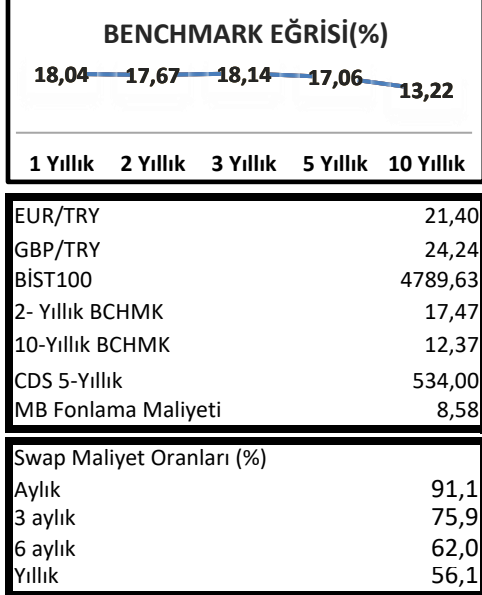 BENCHMARK EĞRİSİ(%)
18,04 17,67 18,14 17,06 13,22
1 Yıllık 2 Yıllık 3 Yıllık 5 Yıllık 10 Yıllık
EUR/TRY 21,40
GBP/TRY 24,24
BİST100 4789,63
2- Yıllık BCHMK 17,47
10-Yıllık BCHMK 12,37
CDS 5-Yıllık 534,00
MB Fonlama Maliyeti 8,58
Swap Maliyet Oranları (%)
Aylık 91,1
3 aylık 75,9
6 aylık 62,0
Yıllık 56,1